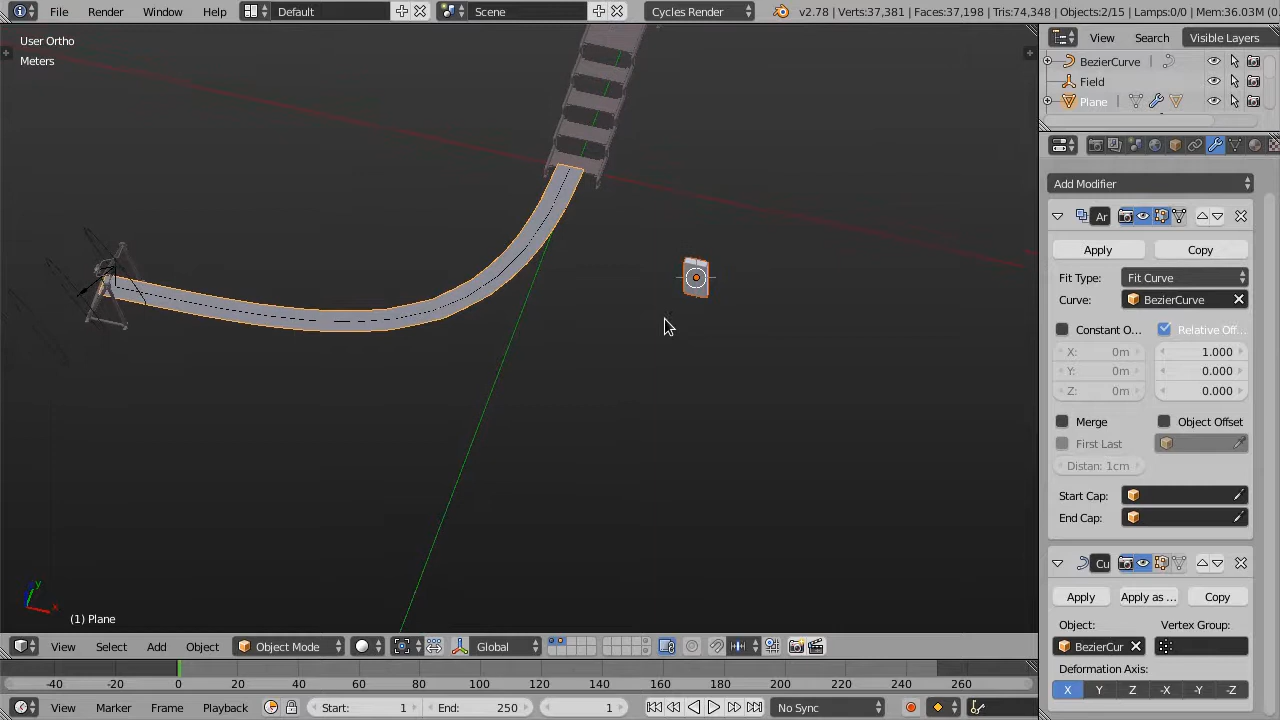 File Render Window Help Default Scene Cycles Render v2.78 | Verts:37,381 | Faces:37,198 | Tris:74,348 | Objects:2/15 | Lamps:0/0 | Mem:36.03M
User Ortho
Meters
View Search Visible Layers
BezierCurve
Field
Plane
Add Modifier
Ar
Apply Copy
Fit Type: Fit Curve
Curve: BezierCurve
Constant O... Relative Off...
X: 0m 1.000
Y: 0m 0.000
Z: 0m 0.000
Merge Object Offset
First Last
Distan: 1cm
Start Cap:
End Cap:
Cu
Apply Apply as ... Copy
Object: Vertex Group:
BezierCur
Deformation Axis:
X Y Z -X -Y -Z
y
x
(1) Plane
View Select Add Object Object Mode Global
-40 -20 0 20 40 60 80 100 120 140 160 180 200 220 240 260
View Marker Frame Playback Start: 1 End: 250 1 No Sync